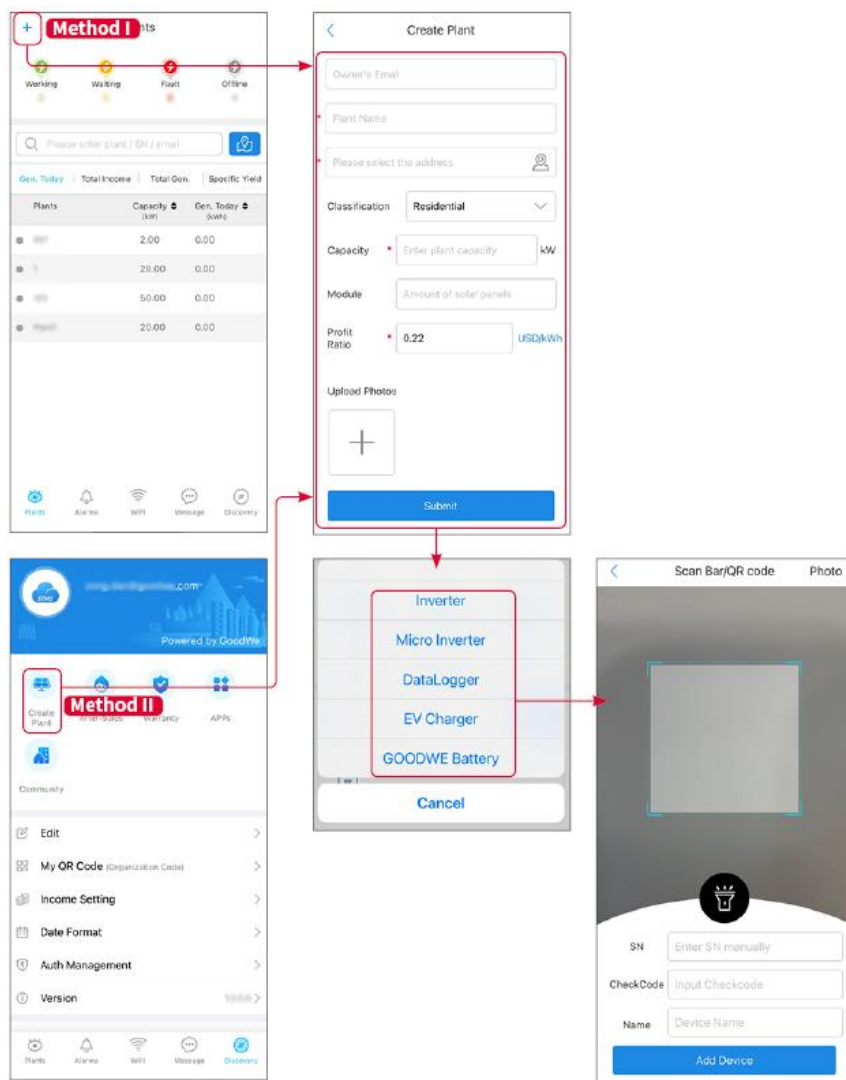 + Method I nts
Working Waiting Fault Offline
Please enter plant / SN / email
Gen. Today Total Income Total Gen. Specific Yield
Plants Capacity Gen. Today
(kW) (kWh)
2.00 0.00
1 28.00 0.00
50.00 0.00
20.00 0.00
Plants Alarms WiFi Message Discovery
Create Plant
Owner's Email
* Plant Name
* Please select the address
Classification Residential
Capacity * Enter plant capacity kW
Module Amount of solar panels
Profit
Ratio * 0.22 USD/kWh
Upload Photos
Submit
SEMS
.com
Powered by GoodWe
Create
Plant
Method II
After-Sales Warranty APPs
Community
Edit
My QR Code (Organization Code)
Income Setting
Date Format
Auth Management
Version
Plants Alarms WiFi Message Discovery
Inverter
Micro Inverter
DataLogger
EV Charger
GOODWE Battery
Cancel
Scan Bar/QR code Photo
SN Enter SN manually
CheckCode Input Checkcode
Name Device Name
Add Device